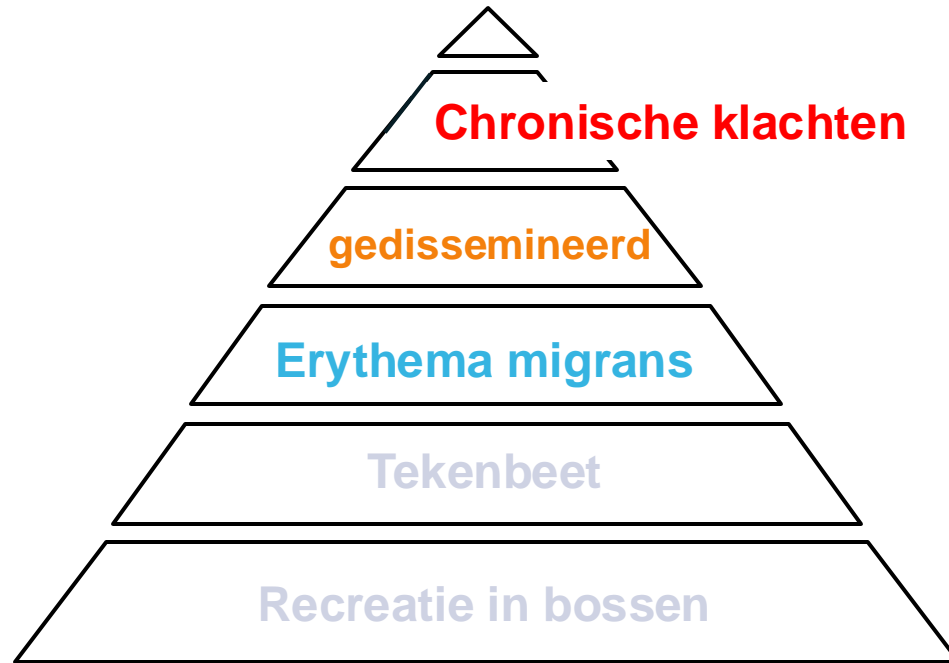 Chronische klachten
gedissemineerd
Erythema migrans
Tekenbeet
Recreatie in bossen